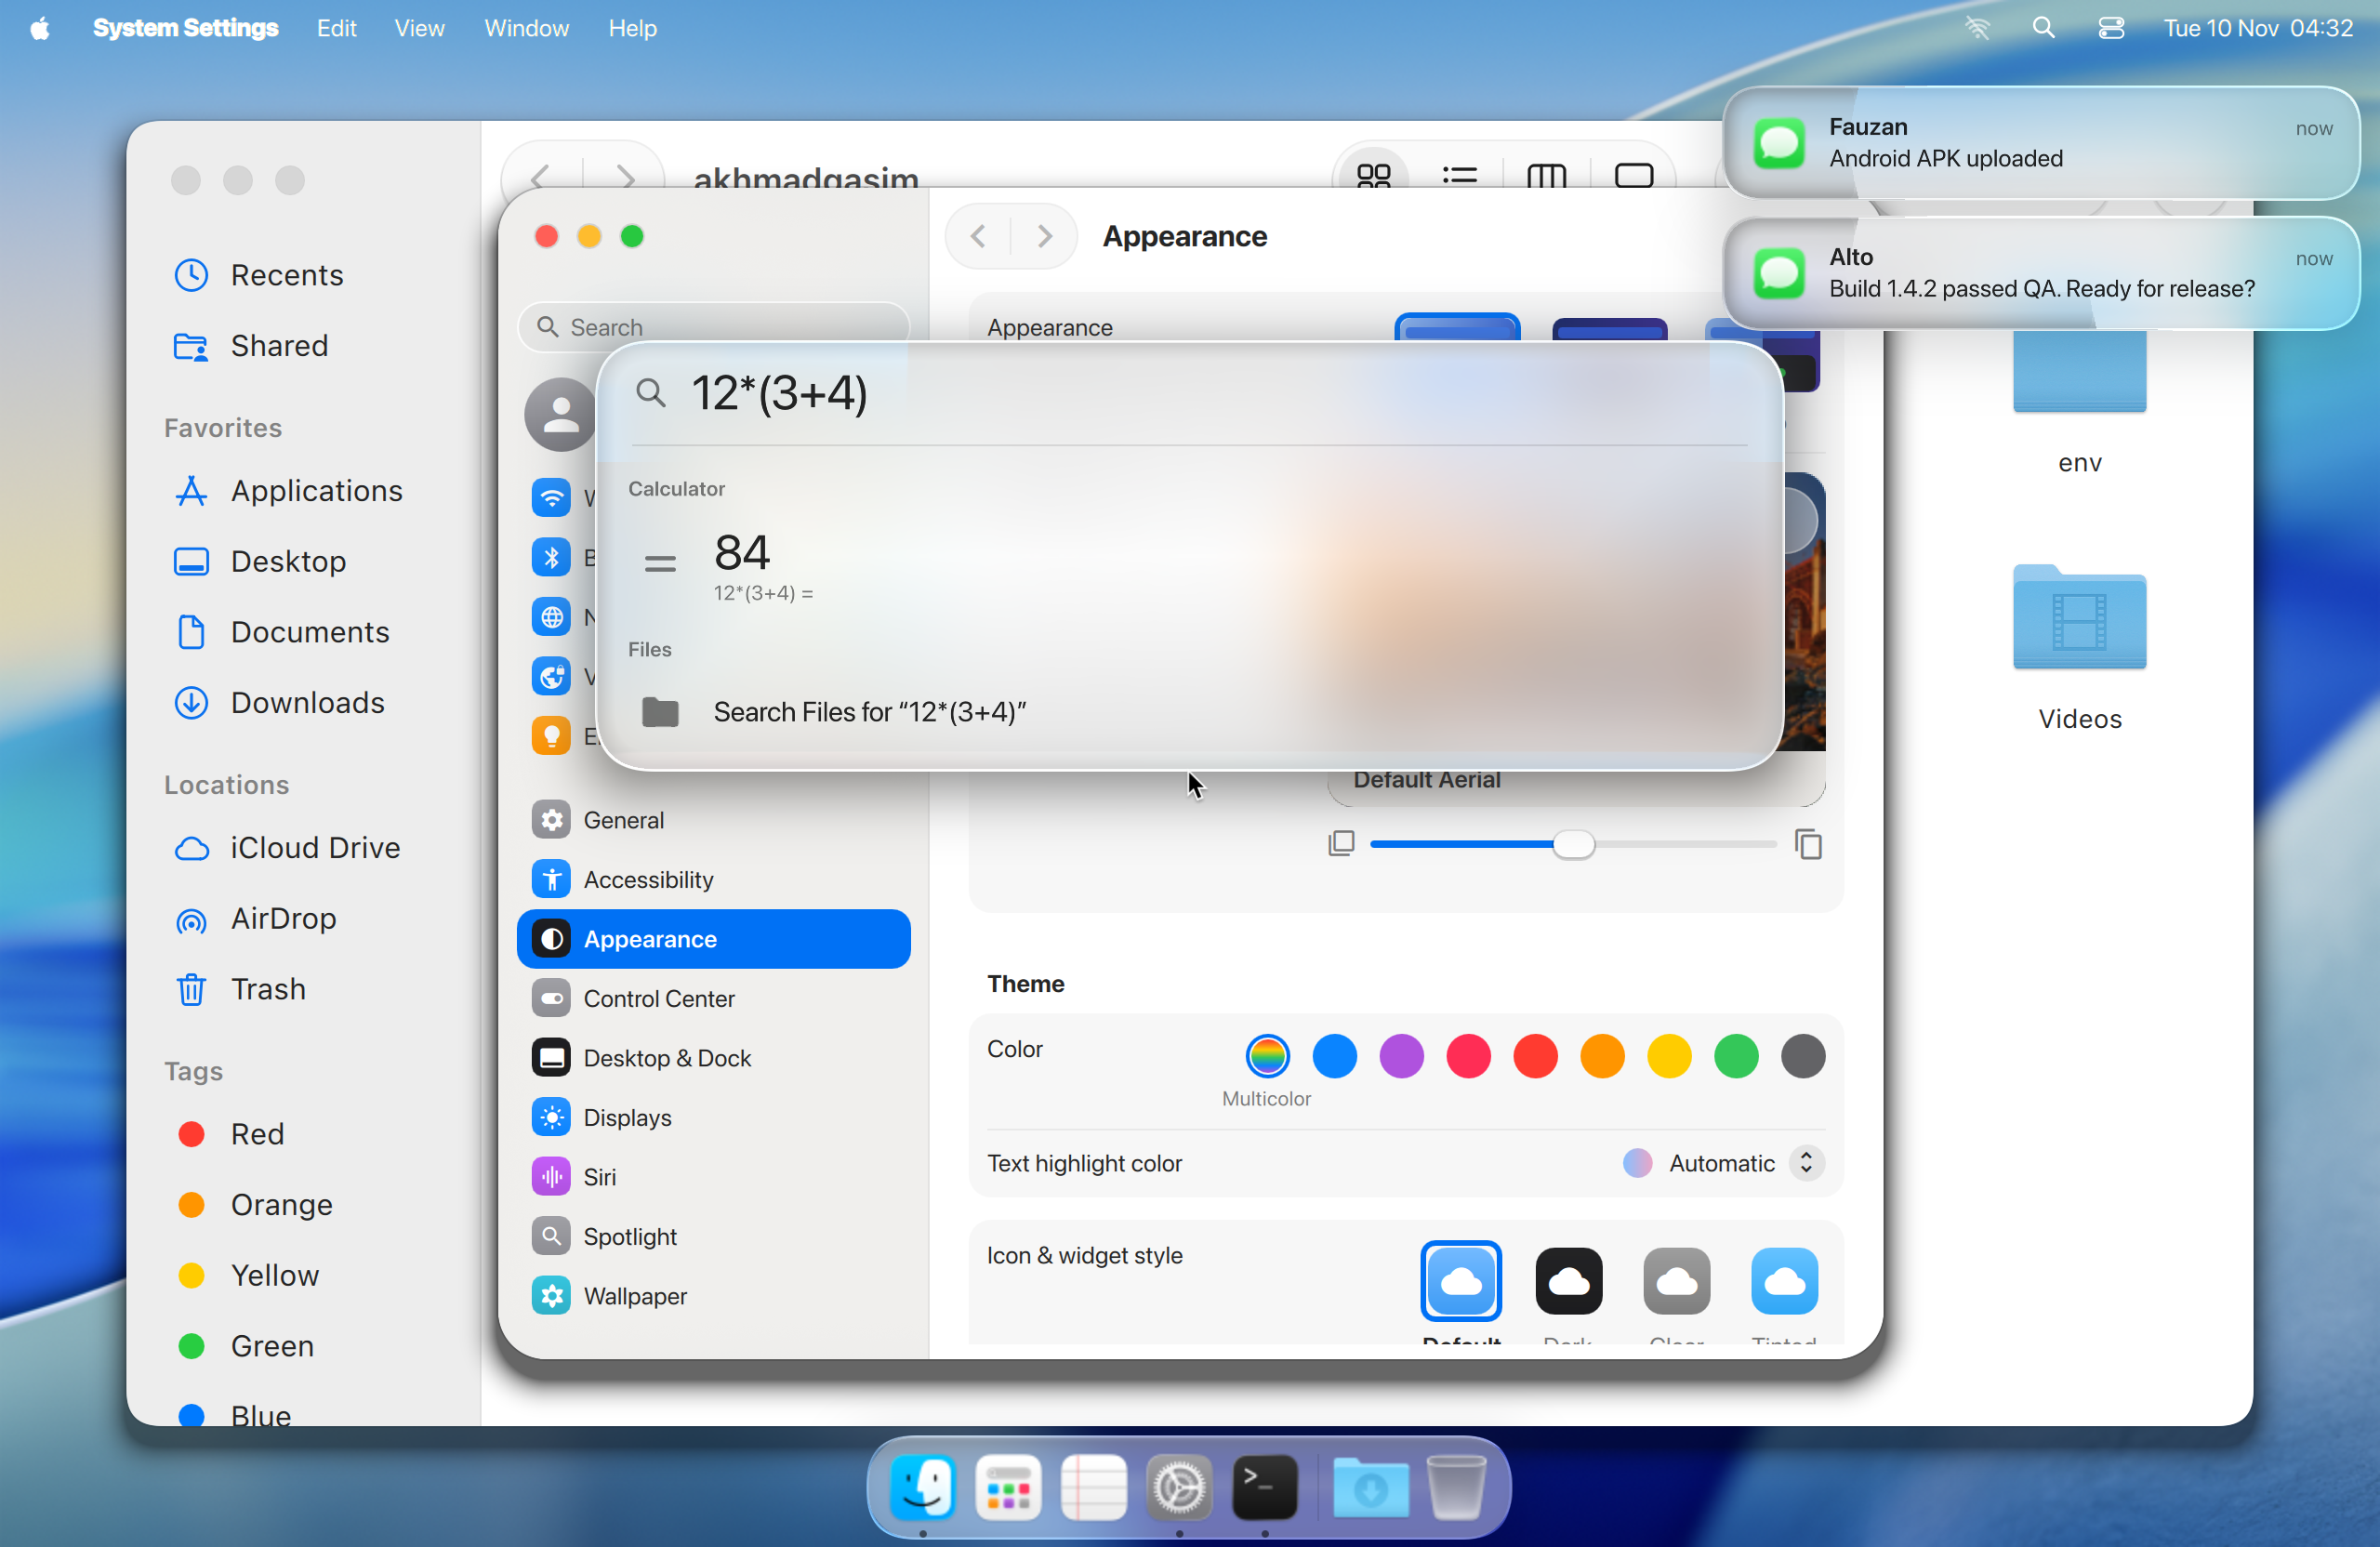 System Settings Edit View Window Help Tue 10 Nov 04:32
akhmadqasim
Fauzan now
Android APK uploaded
Alto now
Build 1.4.2 passed QA. Ready for release?
Recents
Shared
Favorites
Applications
Desktop
Documents
Downloads
Locations
iCloud Drive
AirDrop
Trash
Tags
Red
Orange
Yellow
Green
Blue
Search
General
Accessibility
Appearance
Control Center
Desktop & Dock
Displays
Siri
Spotlight
Wallpaper
Appearance
Appearance
12*(3+4)
Calculator
84
12*(3+4) =
Files
Search Files for “12*(3+4)”
Default Aerial
Theme
Color
Multicolor
Text highlight color Automatic
Icon & widget style
Default Dark Clear Tinted
env
Videos